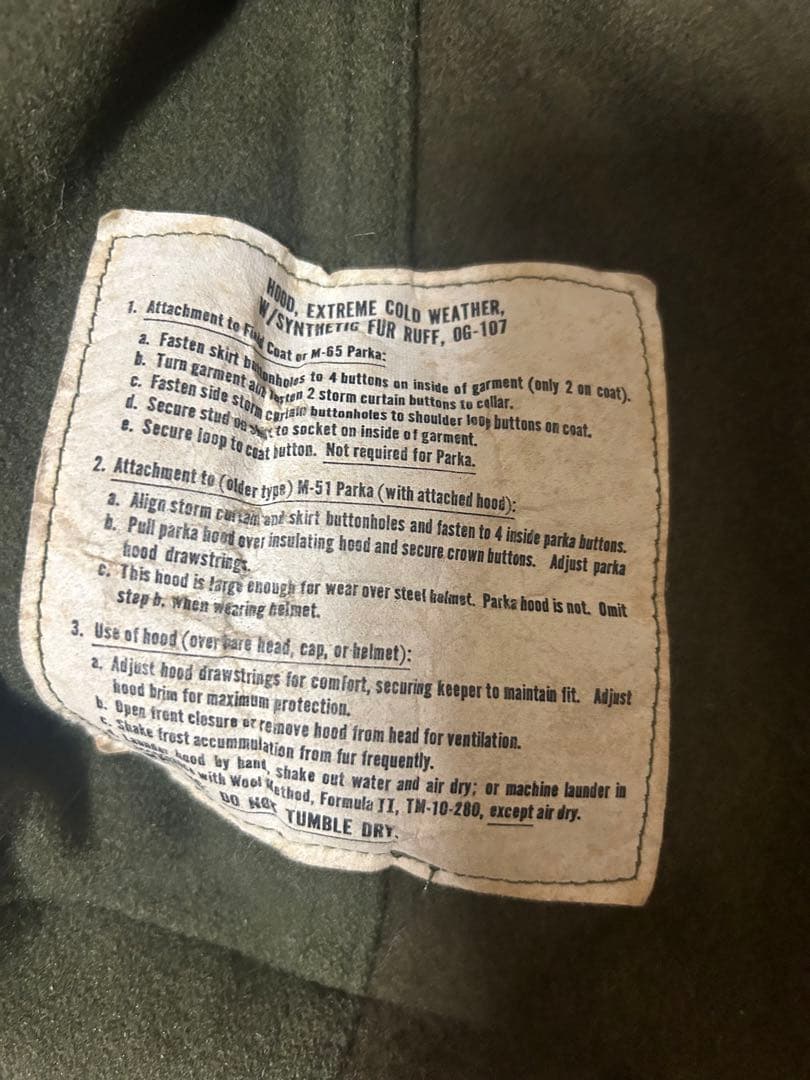 HOOD, EXTREME COLD WEATHER,
W/SYNTHETIC FUR RUFF, OG-107
1. Attachment to Field Coat or M-65 Parka:
a. Fasten skirt buttonholes to 4 buttons on inside of garment (only 2 on coat).
b. Turn garment and fasten 2 storm curtain buttons to collar.
c. Fasten side storm curtain buttonholes to shoulder loop buttons on coat.
d. Secure stud on skirt to socket on inside of garment.
e. Secure loop to coat button. Not required for Parka.
2. Attachment to (older type) M-51 Parka (with attached hood):
a. Align storm curtain and skirt buttonholes and fasten to 4 inside parka buttons.
b. Pull parka hood over insulating hood and secure crown buttons. Adjust parka
hood drawstrings.
c. This hood is large enough for wear over steel helmet. Parka hood is not. Omit
step b. when wearing helmet.
3. Use of hood (over bare head, cap, or helmet):
a. Adjust hood drawstrings for comfort, securing keeper to maintain fit. Adjust
hood brim for maximum protection.
b. Open front closure or remove hood from head for ventilation.
c. Shake frost accummulation from fur frequently.
Launder hood by hand, shake out water and air dry; or machine launder in
with Wool Method, Formula II, TM-10-280, except air dry.
DO NOT TUMBLE DRY.